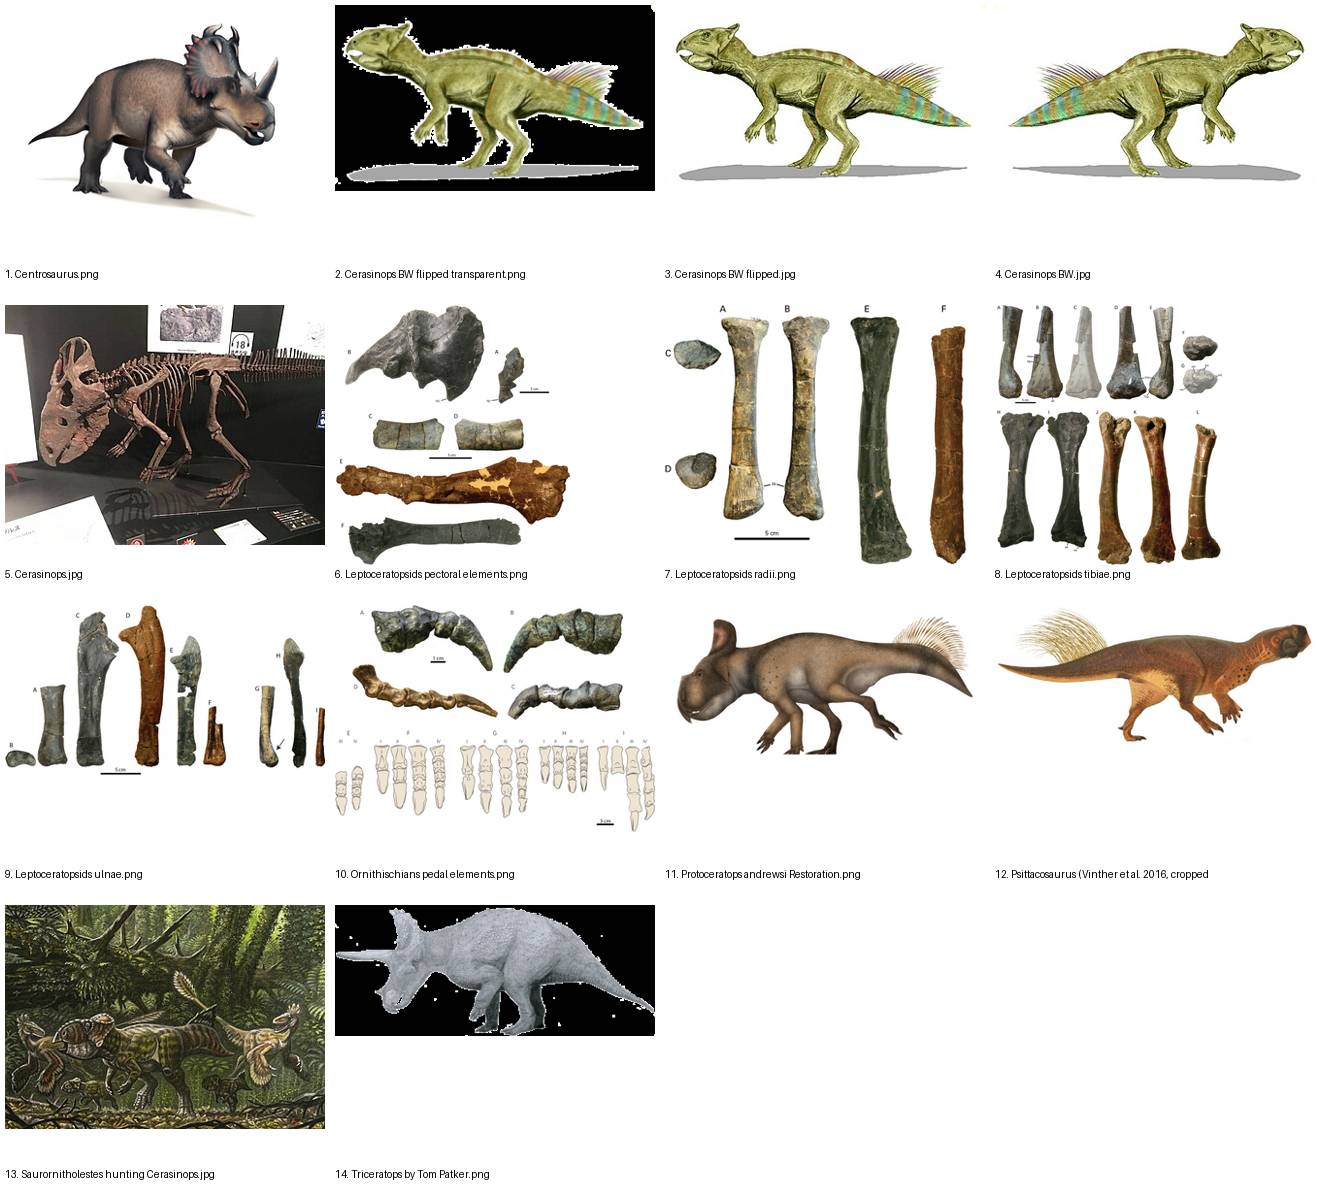 1. Centrosaurus.png
2. Cerasinops BW flipped transparent.png
3. Cerasinops BW flipped.jpg
4. Cerasinops BW.jpg
18
A B C D E F
5 cm
5. Cerasinops.jpg
6. Leptoceratopsids pectoral elements.png
7. Leptoceratopsids radii.png
8. Leptoceratopsids tibiae.png
9. Leptoceratopsids ulnae.png
10. Ornithischians pedal elements.png
11. Protoceratops andrewsi Restoration.png
12. Psittacosaurus (Vinther et al. 2016, cropped
13. Saurornitholestes hunting Cerasinops.jpg
14. Triceratops by Tom Patker.png